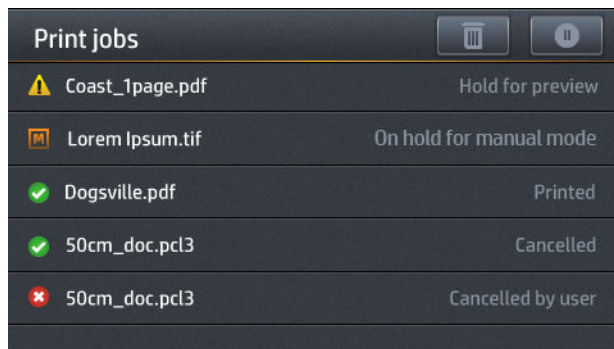 Print jobs
Coast_1page.pdf Hold for preview
M Lorem Ipsum.tif On hold for manual mode
Dogsville.pdf Printed
50cm_doc.pcl3 Cancelled
50cm_doc.pcl3 Cancelled by user